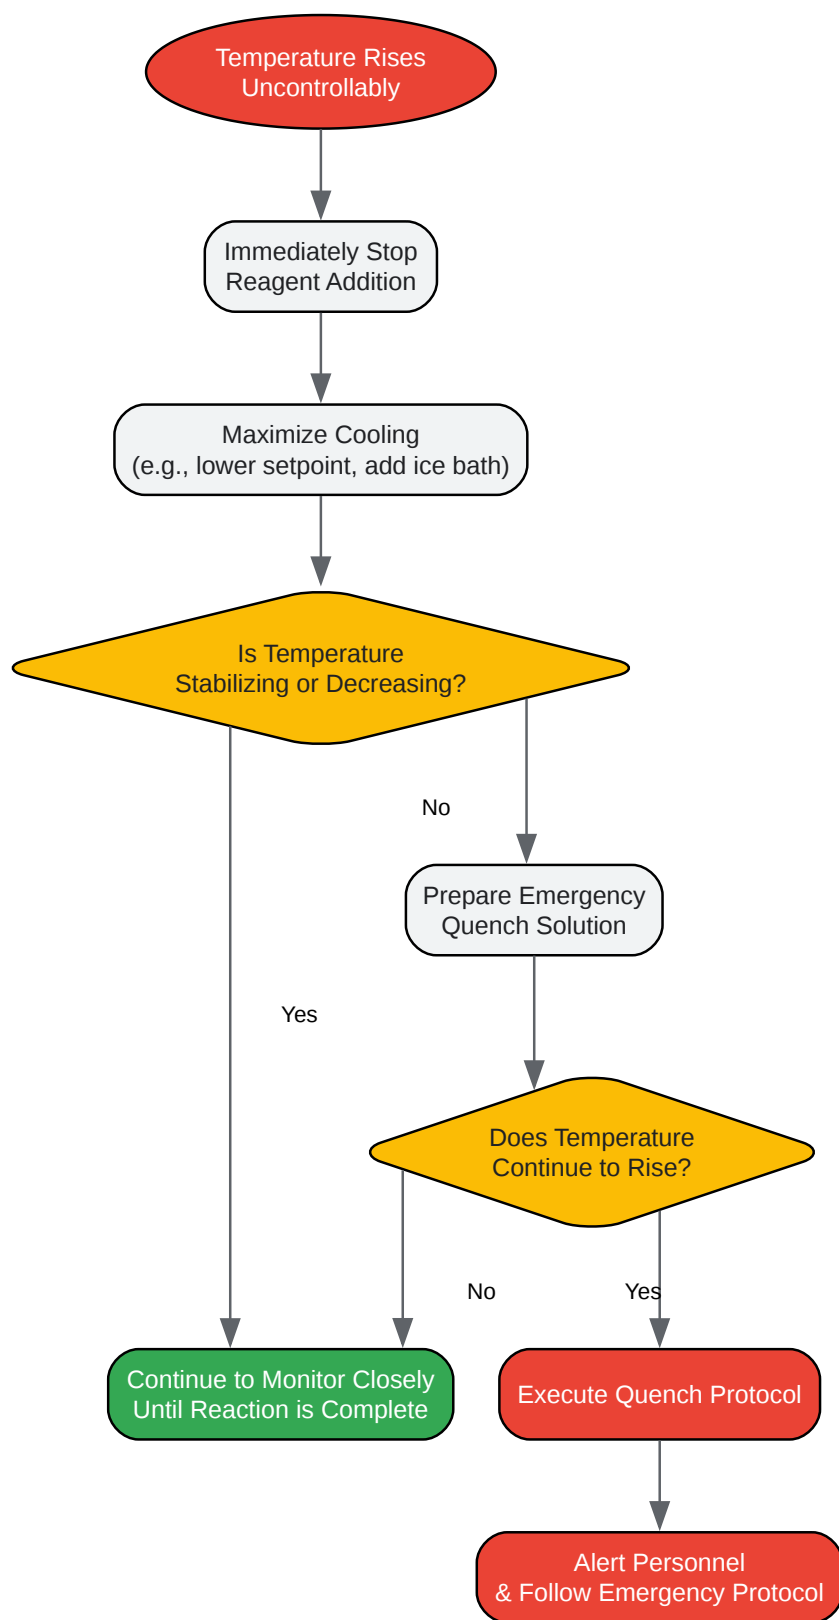 Temperature Rises
Uncontrollably
Immediately Stop
Reagent Addition
Maximize Cooling
(e.g., lower setpoint, add ice bath)
Is Temperature
Stabilizing or Decreasing?
No
Prepare Emergency
Quench Solution
Yes
Does Temperature
Continue to Rise?
No
Yes
Continue to Monitor Closely
Until Reaction is Complete
Execute Quench Protocol
Alert Personnel
& Follow Emergency Protocol